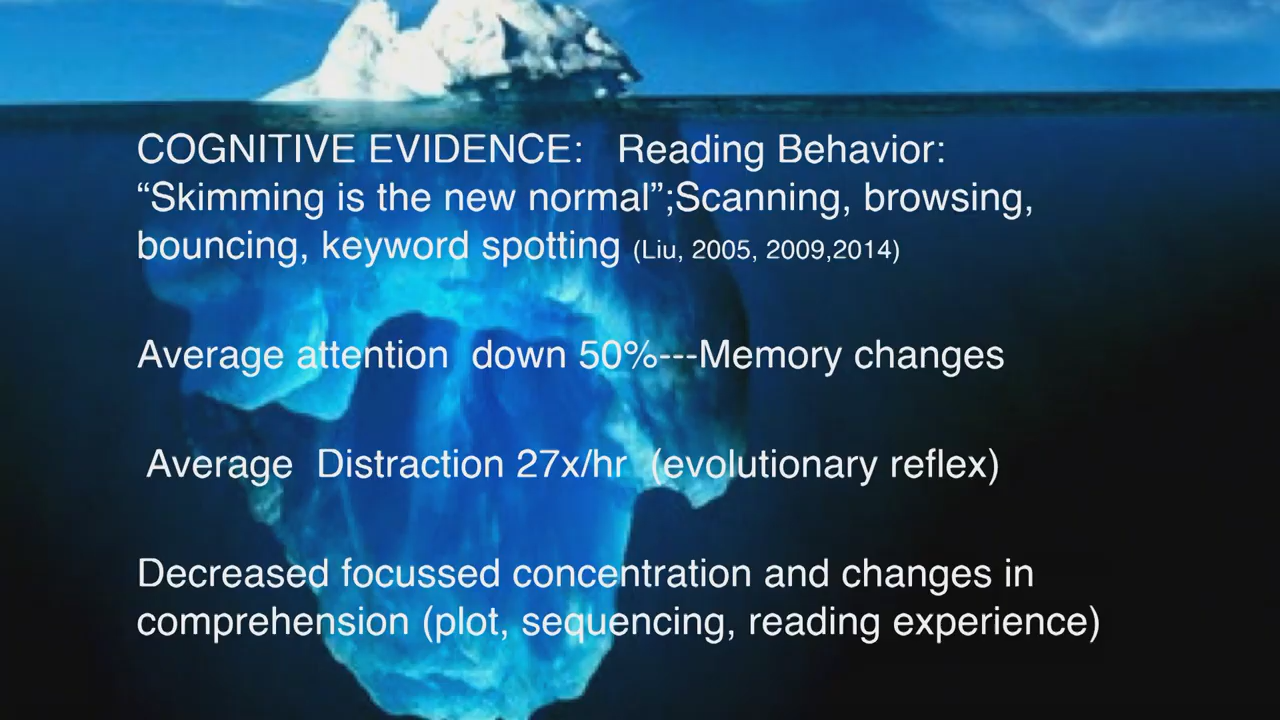 COGNITIVE EVIDENCE:   Reading Behavior:
“Skimming is the new normal”;Scanning, browsing,
bouncing, keyword spotting (Liu, 2005, 2009,2014)
Average attention  down 50%---Memory changes
Average  Distraction 27x/hr  (evolutionary reflex)
Decreased focussed concentration and changes in
comprehension (plot, sequencing, reading experience)